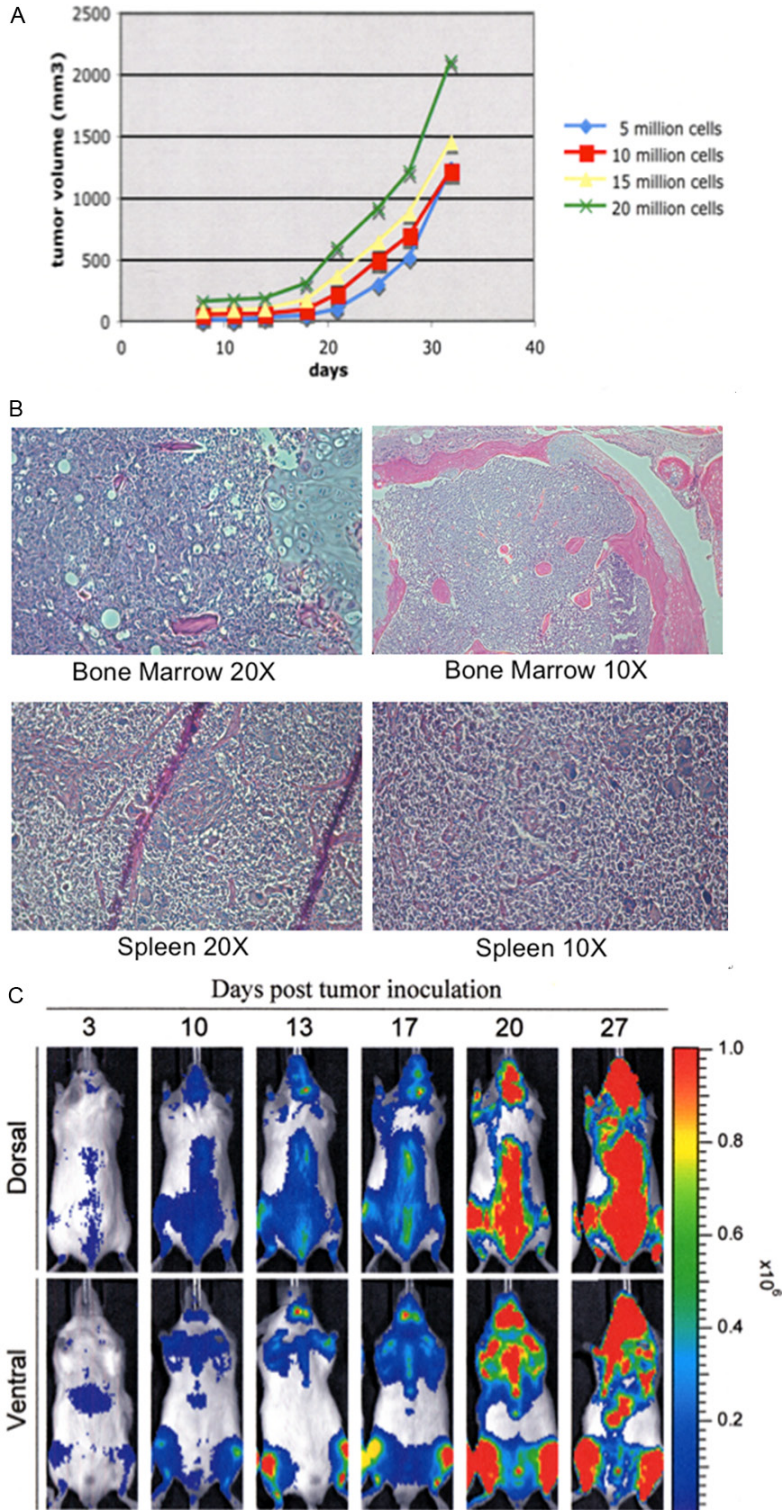 A
tumor volume (mm3)
2500
2000
1500
1000
500
0
0 10 20 30 40
days
5 million cells
10 million cells
15 million cells
20 million cells
B
Bone Marrow 20X
Bone Marrow 10X
Spleen 20X
Spleen 10X
C
Days post tumor inoculation
3 10 13 17 20 27
Dorsal
Ventral
1.0
0.8
0.6
0.4
0.2
x10⁶